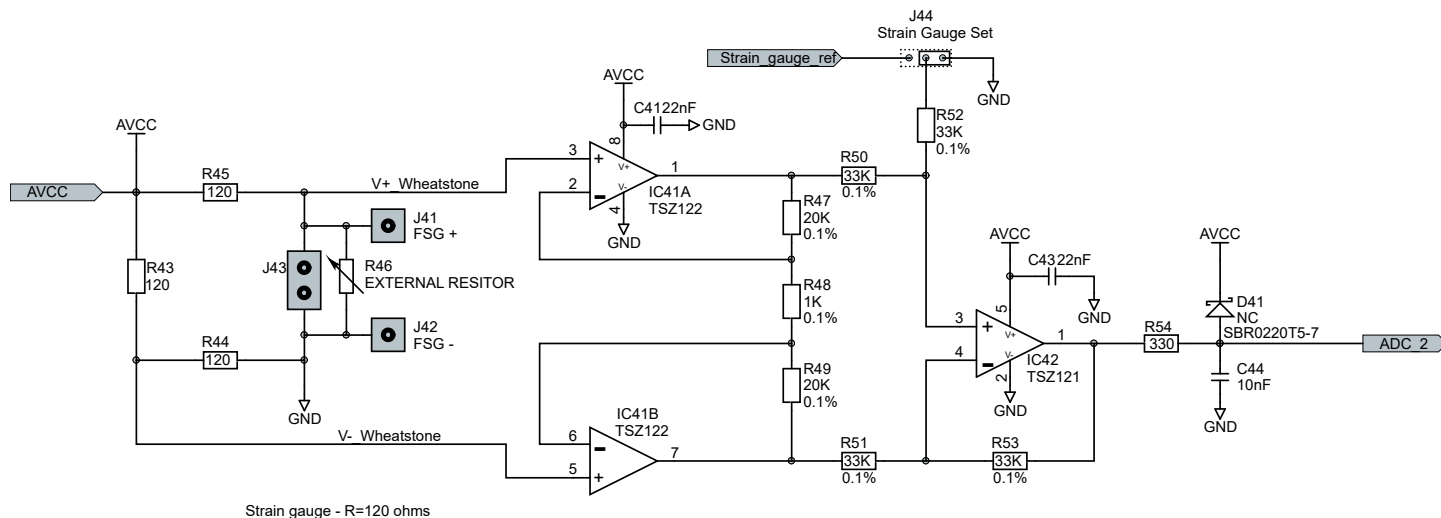 J44
Strain Gauge Set
Strain_gauge_ref
GND
AVCC
C41 22nF
GND
R52
33K
0.1%
AVCC
8
3
V+
1
R50
33K
0.1%
AVCC
R45
120
V+_Wheatstone
2
V-
4
IC41A
TSZ122
GND
R47
20K
0.1%
J41
FSG +
R43
120
J43
R46
EXTERNAL RESITOR
AVCC
C43 22nF
GND
AVCC
R48
1K
0.1%
D41
NC
SBR0220T5-7
5
3
V+
1
R54
330
ADC_2
J42
FSG -
R44
120
GND
4
V-
2
IC42
TSZ121
GND
C44
10nF
GND
R49
20K
0.1%
V-_Wheatstone
IC41B
TSZ122
6
5
7
R51
33K
0.1%
R53
33K
0.1%
Strain gauge - R=120 ohms